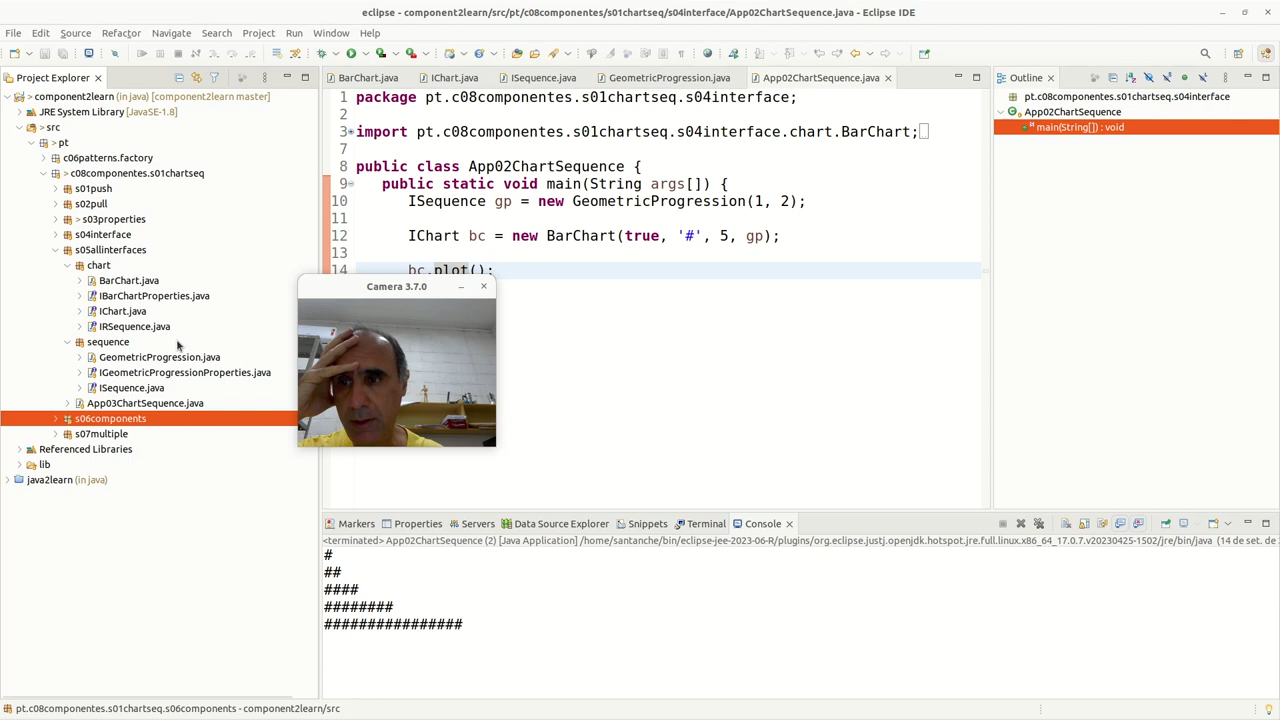 eclipse - component2learn/src/pt/c08componentes/s01chartseq/s04interface/App02ChartSequence.java - Eclipse IDE
File Edit Source Refactor Navigate Search Project Run Window Help
Project Explorer
component2learn (in java) [component2learn master]
JRE System Library [JavaSE-1.8]
> src
> pt
c06patterns.factory
> c08componentes.s01chartseq
s01push
s02pull
> s03properties
s04interface
s05allinterfaces
chart
BarChart.java
IBarChartProperties.java
IChart.java
IRSequence.java
sequence
GeometricProgression.java
IGeometricProgressionProperties.java
ISequence.java
App03ChartSequence.java
s06components
s07multiple
Referenced Libraries
lib
java2learn (in java)
BarChart.java IChart.java ISequence.java GeometricProgression.java App02ChartSequence.java
1 package pt.c08componentes.s01chartseq.s04interface;
2
3 import pt.c08componentes.s01chartseq.s04interface.chart.BarChart;
7
8 public class App02ChartSequence {
9 public static void main(String args[]) {
10 ISequence gp = new GeometricProgression(1, 2);
11
12 IChart bc = new BarChart(true, '#', 5, gp);
13
14 bc.plot();
Camera 3.7.0
Outline
pt.c08componentes.s01chartseq.s04interface
App02ChartSequence
main(String[]) : void
Markers Properties Servers Data Source Explorer Snippets Terminal Console
<terminated> App02ChartSequence (2) [Java Application] /home/santanche/bin/eclipse-jee-2023-06-R/plugins/org.eclipse.justj.openjdk.hotspot.jre.full.linux.x86_64_17.0.7.v20230425-1502/jre/bin/java (14 de set. de 
#
##
####
########
################
pt.c08componentes.s01chartseq.s06components - component2learn/src